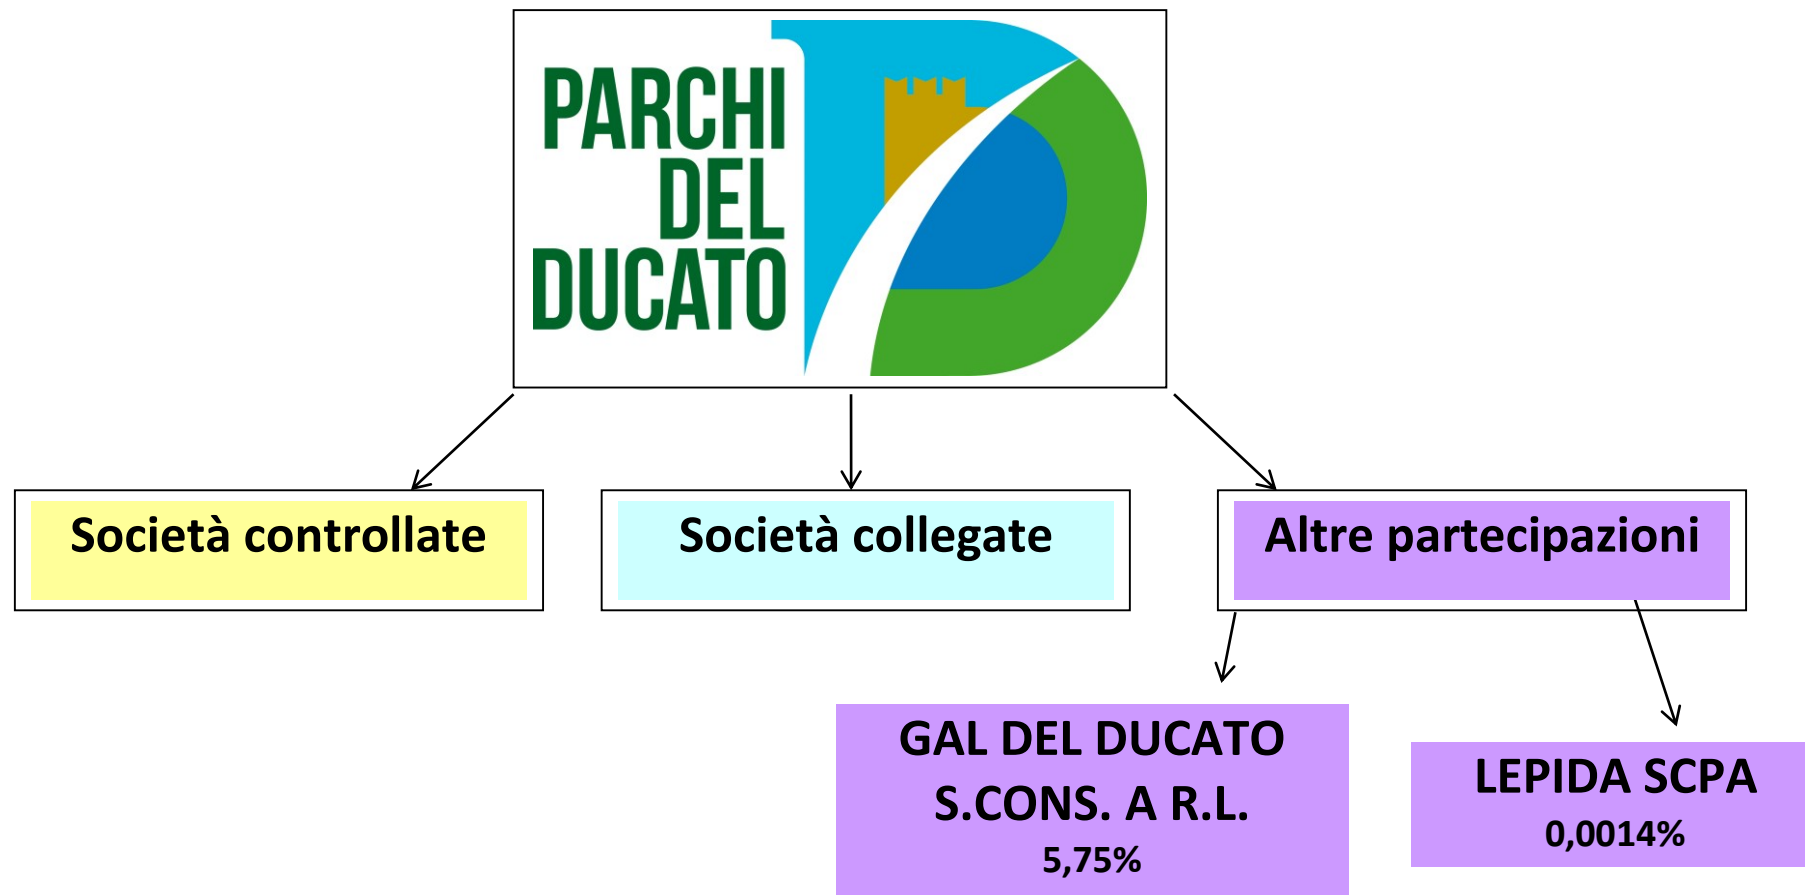 PARCHI
DEL
DUCATO
Società controllate
Società collegate
Altre partecipazioni
GAL DEL DUCATO
S.CONS. A R.L.
5,75%
LEPIDA SCPA
0,0014%